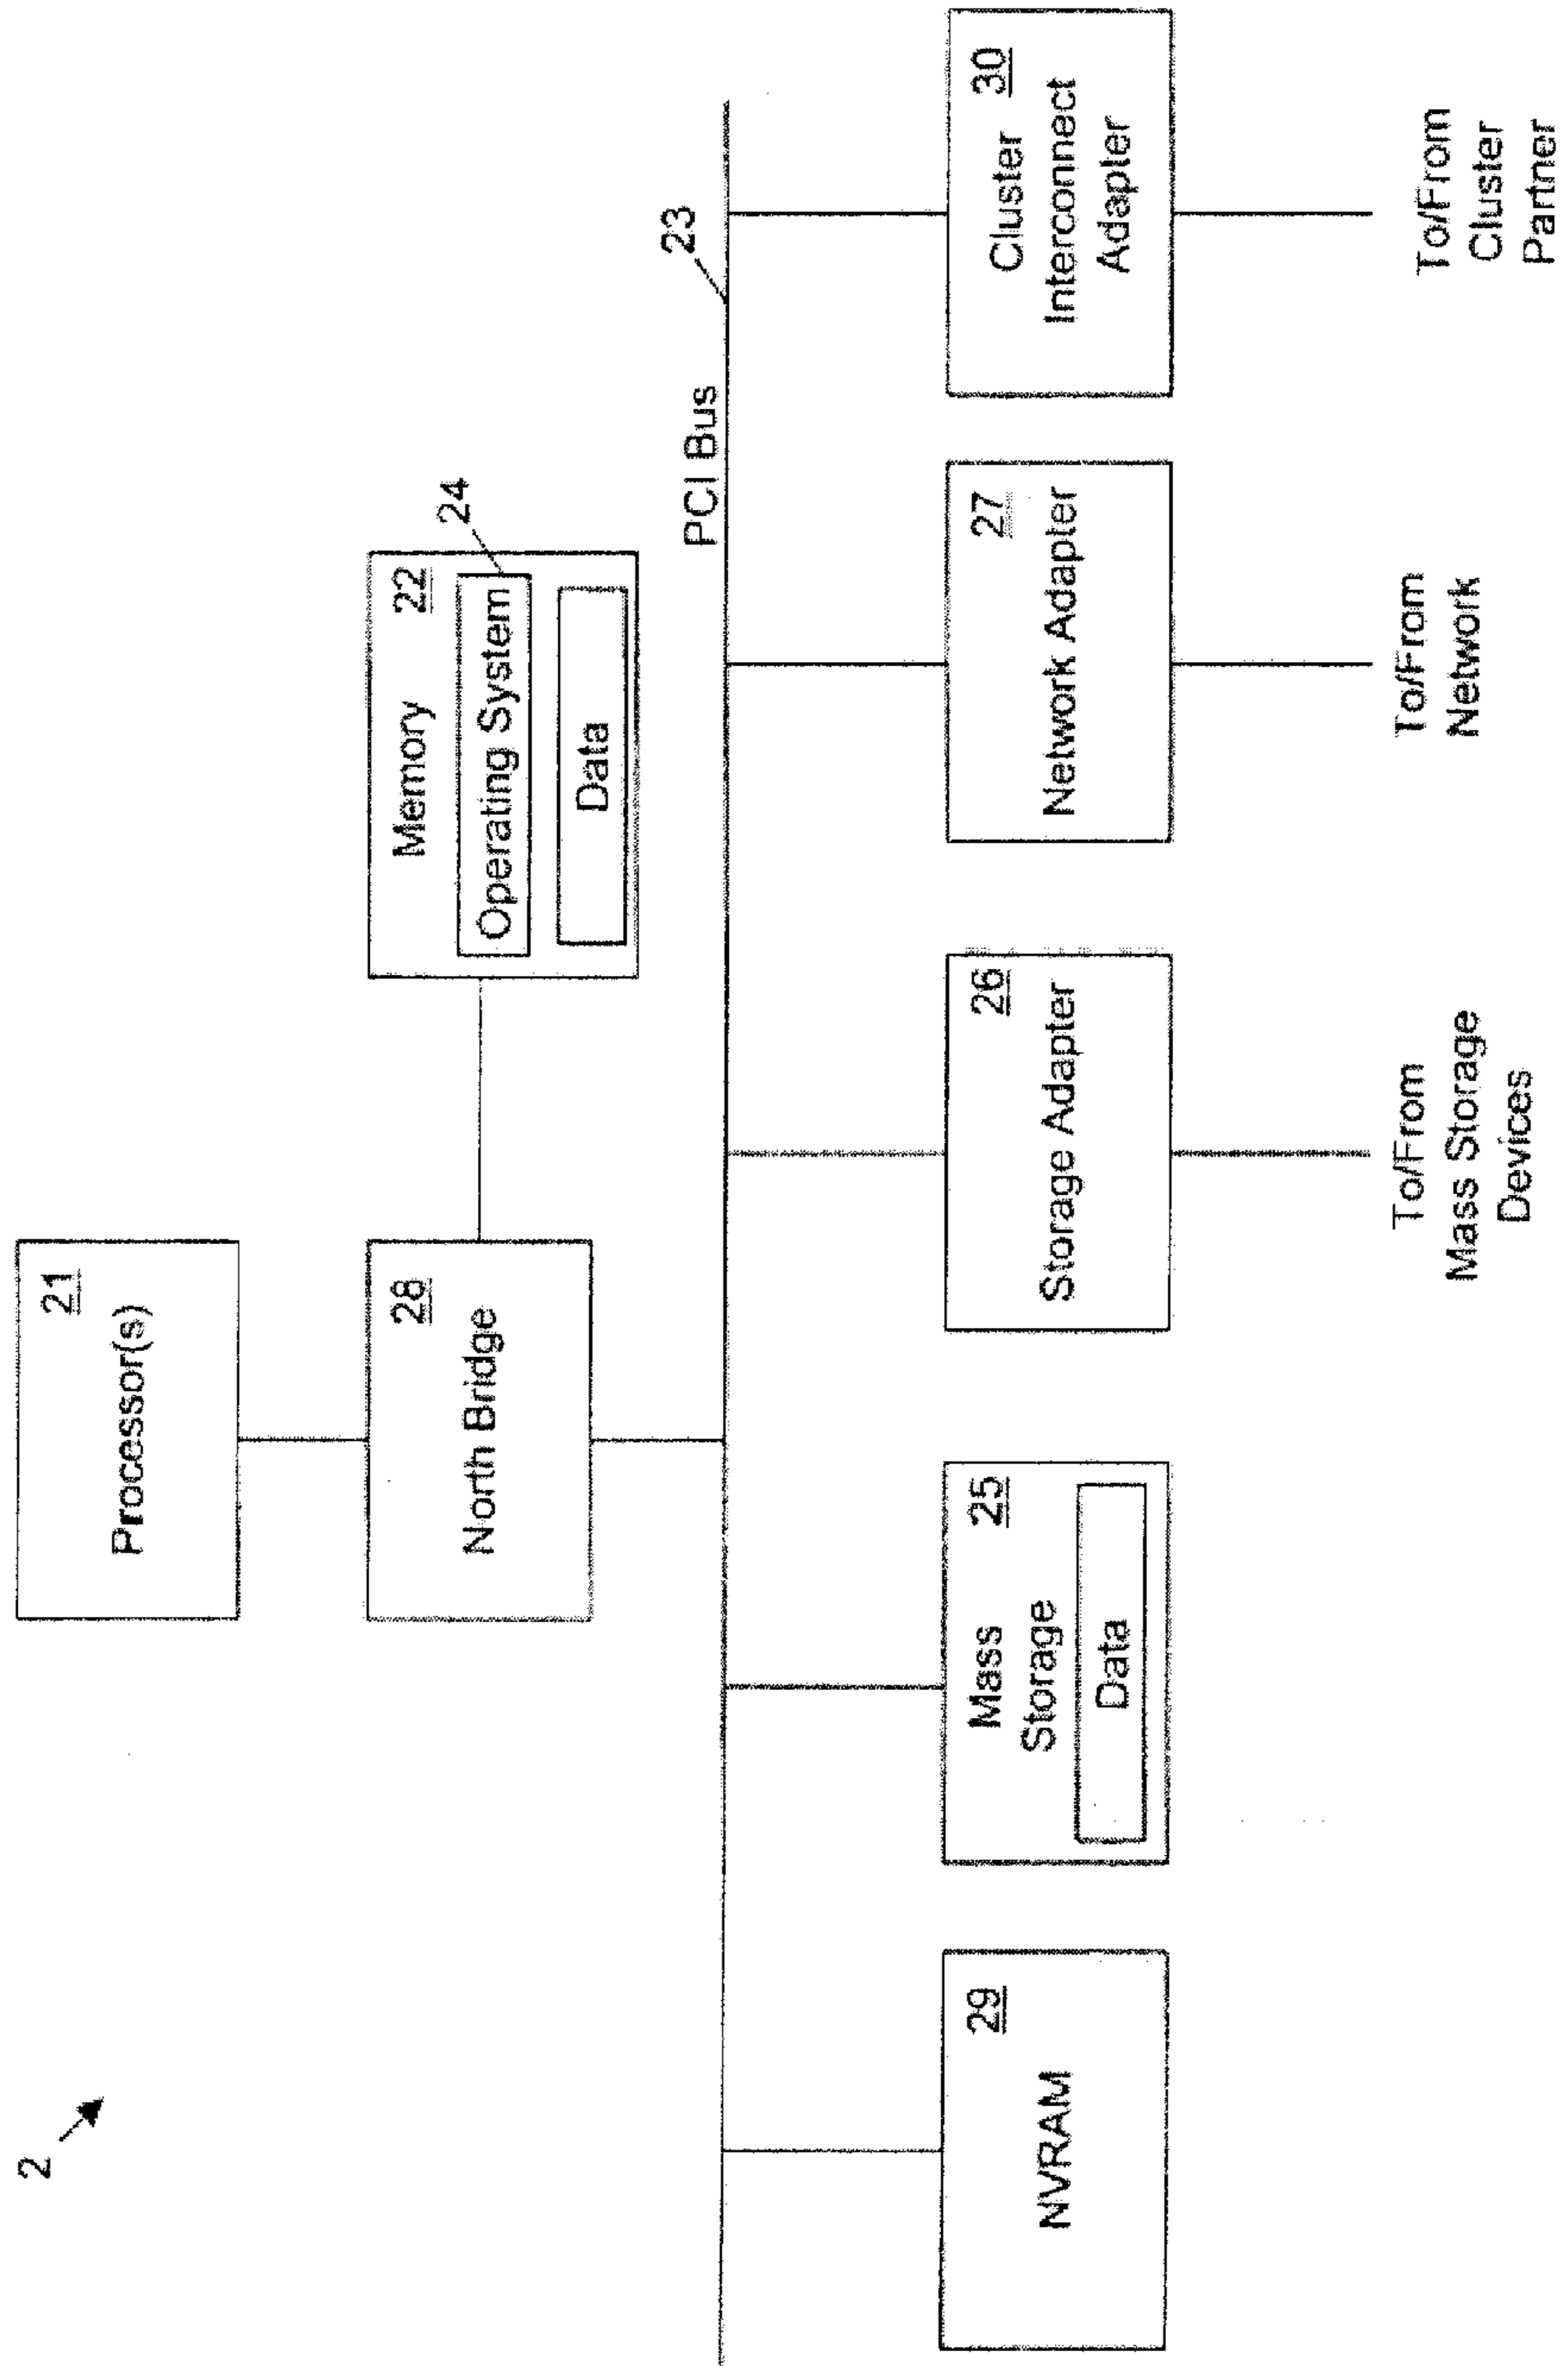 2
21
Processor(s)
28
North Bridge
22
Memory
Operating System
24
Data
PCI Bus
23
29
NVRAM
25
Mass
Storage
Data
26
Storage Adapter
27
Network Adapter
30
Cluster
Interconnect
Adapter
To/From
Mass Storage
Devices
To/From
Network
To/From
Cluster
Partner